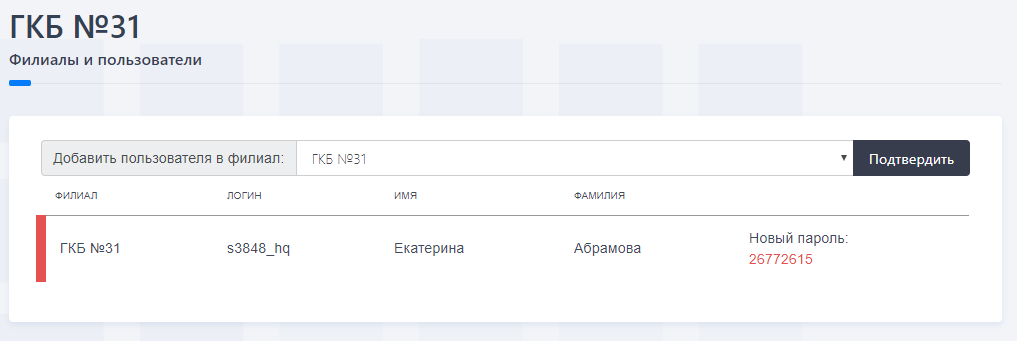 ГКБ №31
Филиалы и пользователи
Добавить пользователя в филиал: ГКБ №31 Подтвердить
ФИЛИАЛ ЛОГИН ИМЯ ФАМИЛИЯ
ГКБ №31 s3848_hq Екатерина Абрамова Новый пароль:
26772615